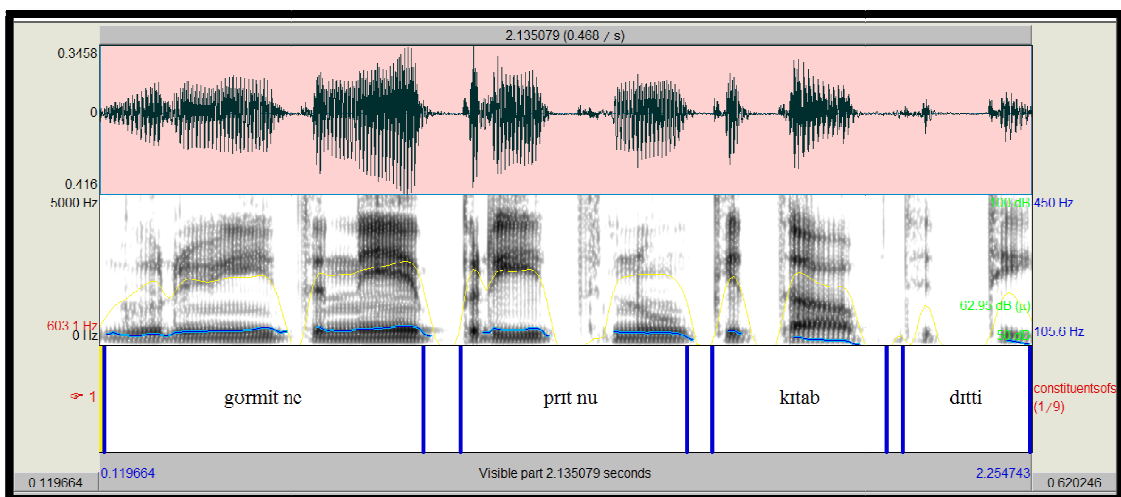 2.135079 (0.468 / s)
0.3458
0
0.416
5000 Hz
100 dB
450 Hz
62.95 dB (µ)
603.1 Hz
0 Hz
105.6 Hz
☞ 1
gʊrmit ne
prɪt nu
kɪtab
dɪtti
constituentsofs
(1/9)
0.119664
Visible part 2.135079 seconds
2.254743
0.119664
0.620246